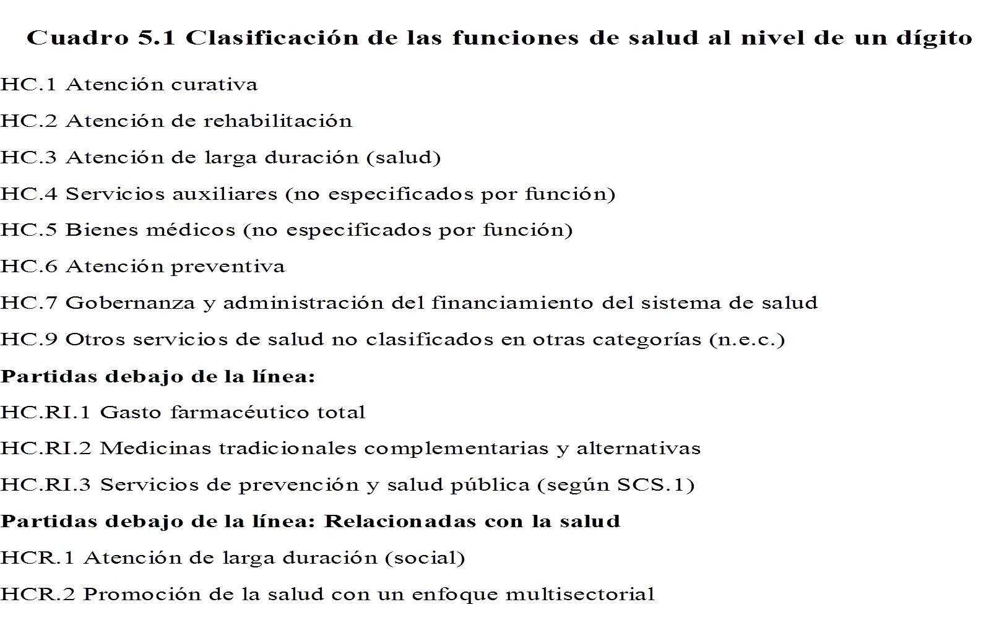 Cuadro 5.1 Clasificación de las funciones de salud al nivel de un dígito
HC.1 Atención curativa
HC.2 Atención de rehabilitación
HC.3 Atención de larga duración (salud)
HC.4 Servicios auxiliares (no especificados por función)
HC.5 Bienes médicos (no especificados por función)
HC.6 Atención preventiva
HC.7 Gobernanza y administración del financiamiento del sistema de salud
HC.9 Otros servicios de salud no clasificados en otras categorías (n.e.c.)
Partidas debajo de la línea:
HC.RI.1 Gasto farmacéutico total
HC.RI.2 Medicinas tradicionales complementarias y alternativas
HC.RI.3 Servicios de prevención y salud pública (según SCS.1)
Partidas debajo de la línea: Relacionadas con la salud
HCR.1 Atención de larga duración (social)
HCR.2 Promoción de la salud con un enfoque multisectorial